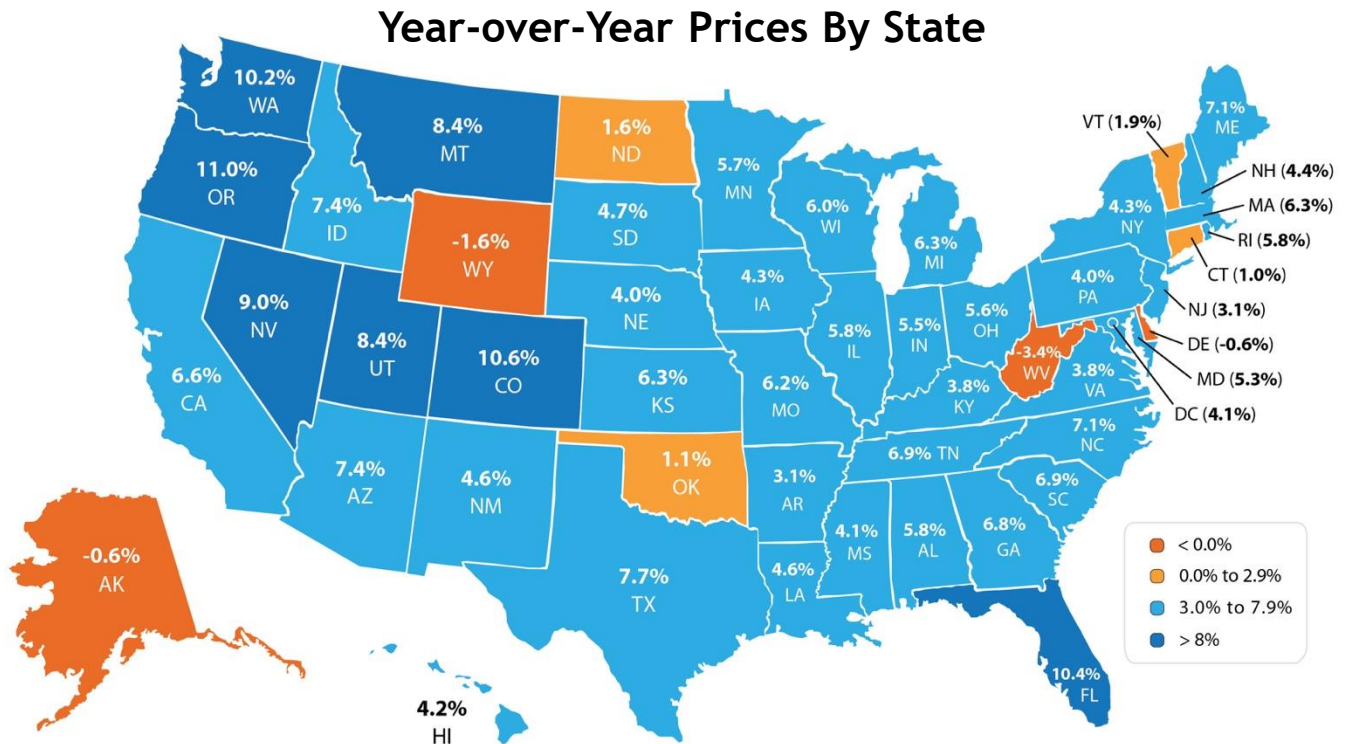 Year-over-Year Prices By State
10.2%
WA
11.0%
OR
8.4%
MT
7.4%
ID
-1.6%
WY
1.6%
ND
4.7%
SD
4.0%
NE
6.3%
KS
1.1%
OK
7.7%
TX
9.0%
NV
8.4%
UT
10.6%
CO
6.6%
CA
7.4%
AZ
4.6%
NM
5.7%
MN
4.3%
IA
6.2%
MO
3.1%
AR
4.6%
LA
6.0%
WI
5.8%
IL
6.3%
MI
5.5%
IN
5.6%
OH
3.8%
KY
6.9% TN
4.1%
MS
5.8%
AL
6.8%
GA
10.4%
FL
6.9%
SC
7.1%
NC
3.8%
VA
-3.4%
WV
4.0%
PA
4.3%
NY
7.1%
ME
VT (1.9%)
NH (4.4%)
MA (6.3%)
RI (5.8%)
CT (1.0%)
NJ (3.1%)
DE (-0.6%)
MD (5.3%)
DC (4.1%)
-0.6%
AK
4.2%
HI
< 0.0%
0.0% to 2.9%
3.0% to 7.9%
> 8%